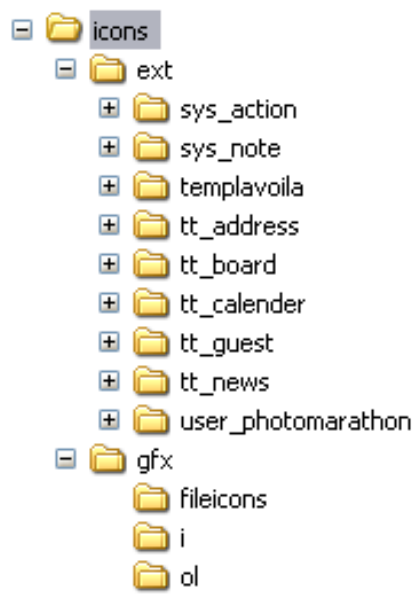 icons
ext
sys_action
sys_note
templavoila
tt_address
tt_board
tt_calender
tt_guest
tt_news
user_photomarathon
gfx
fileicons
i
ol